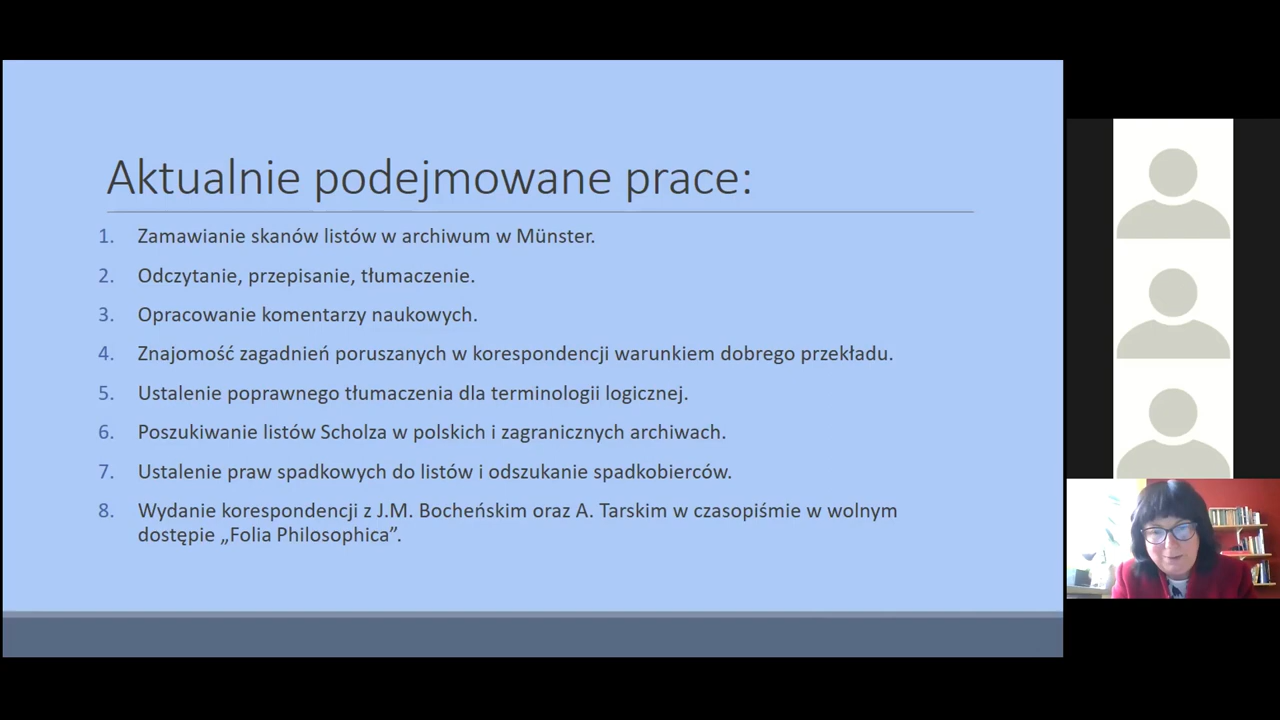 Aktualnie podejmowane prace:
1. Zamawianie skanów listów w archiwum w Münster.
2. Odczytanie, przepisanie, tłumaczenie.
3. Opracowanie komentarzy naukowych.
4. Znajomość zagadnień poruszanych w korespondencji warunkiem dobrego przekładu.
5. Ustalenie poprawnego tłumaczenia dla terminologii logicznej.
6. Poszukiwanie listów Scholza w polskich i zagranicznych archiwach.
7. Ustalenie praw spadkowych do listów i odszukanie spadkobierców.
8. Wydanie korespondencji z J.M. Bocheńskim oraz A. Tarskim w czasopiśmie w wolnym
dostępie „Folia Philosophica”.